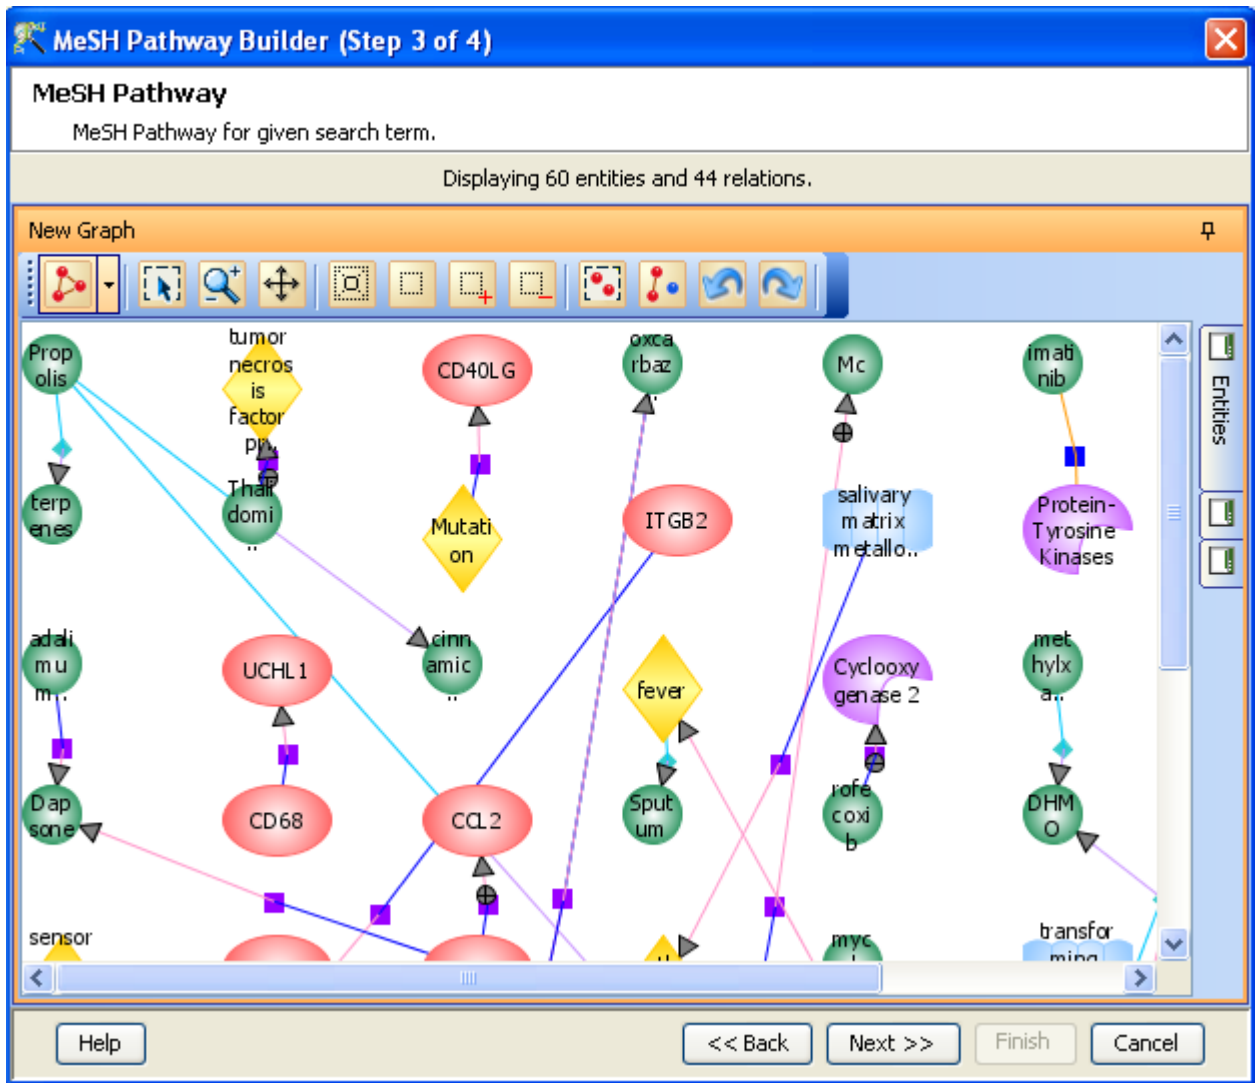 MeSH Pathway Builder (Step 3 of 4)
MeSH Pathway
MeSH Pathway for given search term.
Displaying 60 entities and 44 relations.
New Graph
Entities
Prop
olis
tumor
necros
is
factor
CD40LG
oxca
rbaz
Mc
imati
nib
terp
enes
Thali
domi
..
Mutati
on
ITGB2
salivary
matrix
metallo..
Protein-
Tyrosine
Kinases
adali
mu
m..
UCHL1
cinn
amic
..
fever
Cyclooxy
genase 2
met
hylx
a..
Dap
sone
CD68
CCL2
Sput
um
rofe
coxi
b
DHM
O
sensor
myc
transfor
ming
Help
<< Back
Next >>
Finish
Cancel